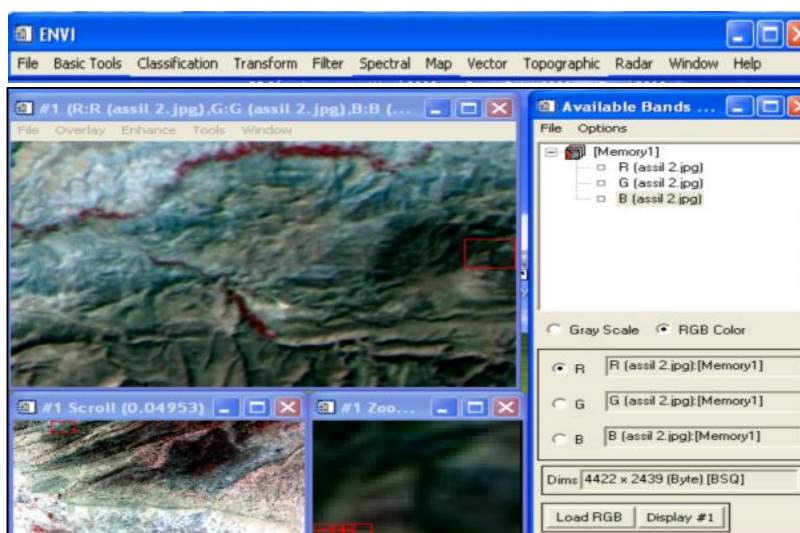 ENVI
File Basic Tools Classification Transform Filter Spectral Map Vector Topographic Radar Window Help
#1 (R:R (assil 2.jpg),G:G (assil 2.jpg),B:B (...
File Overlay Enhance Tools Window
Available Bands ...
File Options
[Memory1]
R (assil 2.jpg)
G (assil 2.jpg)
B (assil 2.jpg)
Gray Scale RGB Color
R R (assil 2.jpg):[Memory1]
G G (assil 2.jpg):[Memory1]
B B (assil 2.jpg):[Memory1]
Dims 4422 x 2439 (Byte) [BSQ]
Load RGB Display #1
#1 Scroll (0.04953)
#1 Zoo...